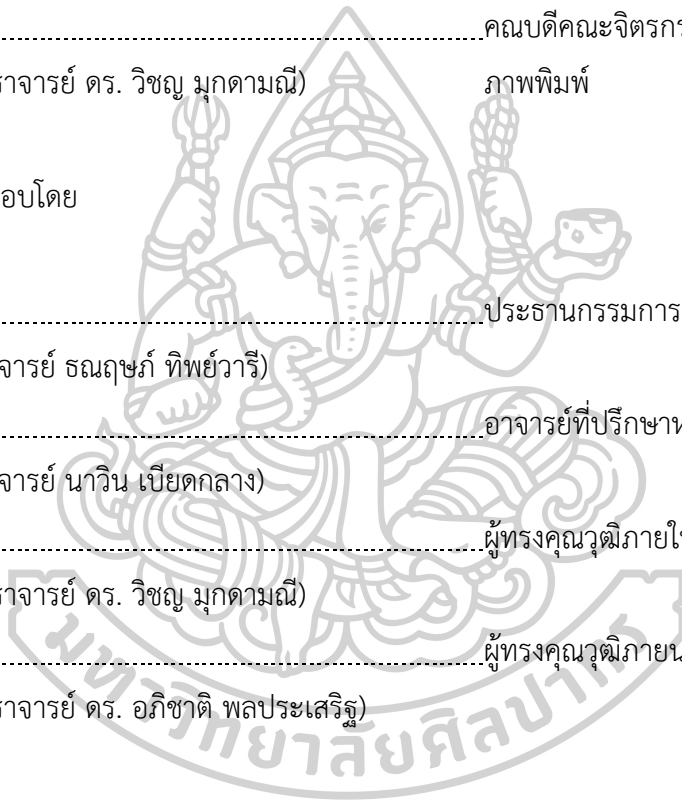 คณบดีคณะจิตรกร
าจารย์ ดร. วิชญ มุกดามณี) ภาพพิมพ์
อบโดย
ประธานกรรมการ
จารย์ ธณฤษภ์ ทิพย์วารี)
อาจารย์ที่ปรึกษาห
จารย์ นาวิน เบียดกลาง)
ผู้ทรงคุณวุฒิภายใ
าจารย์ ดร. วิชญ มุกดามณี)
ผู้ทรงคุณวุฒิภายน
าจารย์ ดร. อภิชาติ พลประเสริฐ)
มหาวิทยาลัยศิลปากร